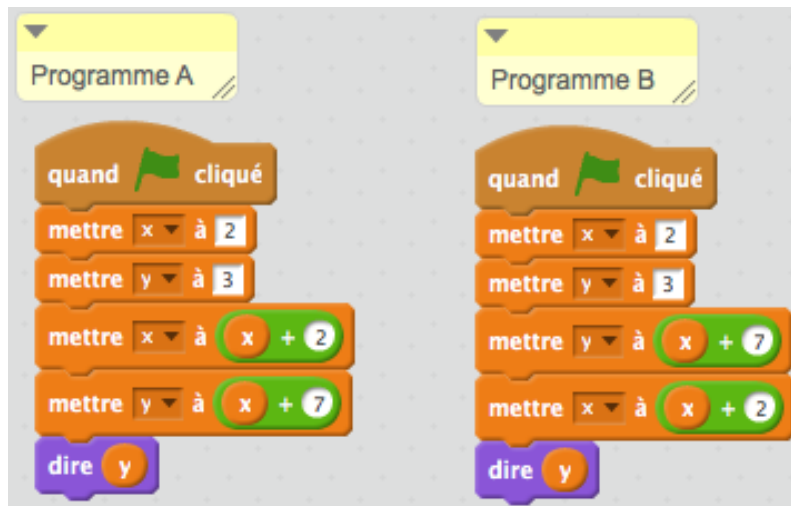 Programme A
quand cliqué
mettre x à 2
mettre y à 3
mettre x à x + 2
mettre y à x + 7
dire y
Programme B
quand cliqué
mettre x à 2
mettre y à 3
mettre y à x + 7
mettre x à x + 2
dire y